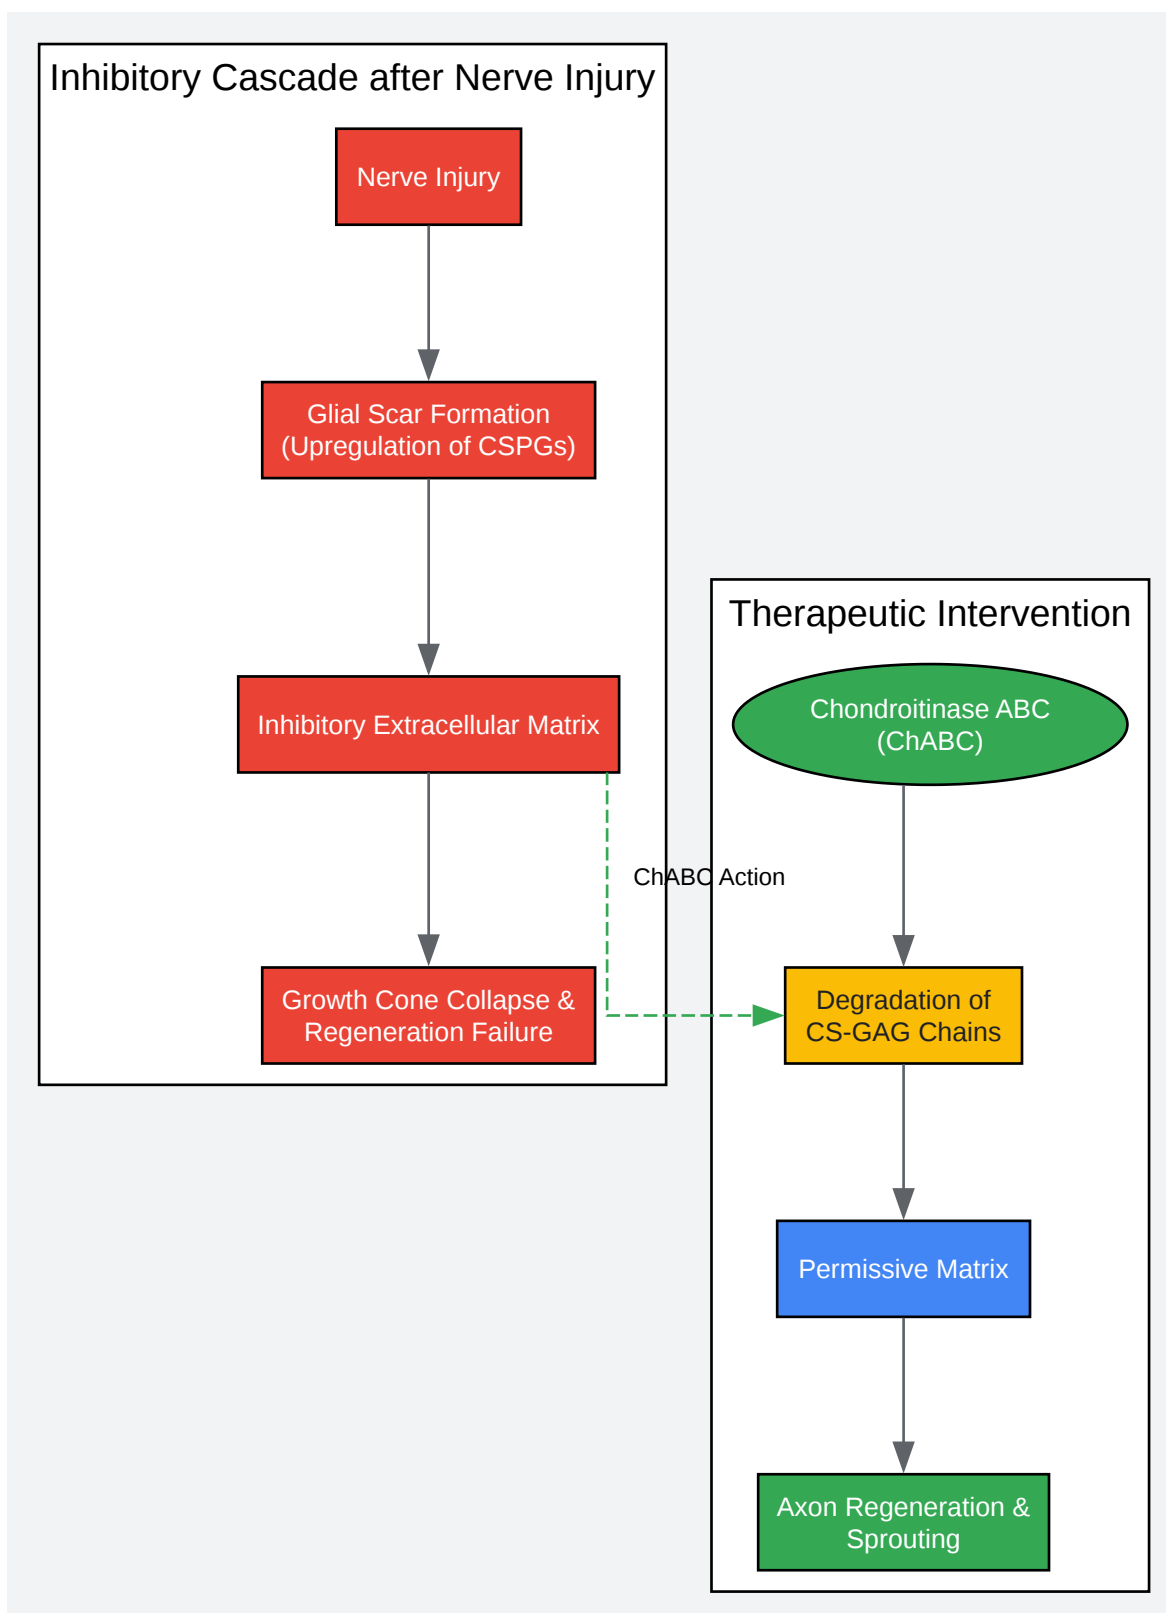 Inhibitory Cascade after Nerve Injury
Nerve Injury
Glial Scar Formation
(Upregulation of CSPGs)
Inhibitory Extracellular Matrix
Growth Cone Collapse &
Regeneration Failure
ChABC Action
Therapeutic Intervention
Chondroitinase ABC
(ChABC)
Degradation of
CS-GAG Chains
Permissive Matrix
Axon Regeneration &
Sprouting